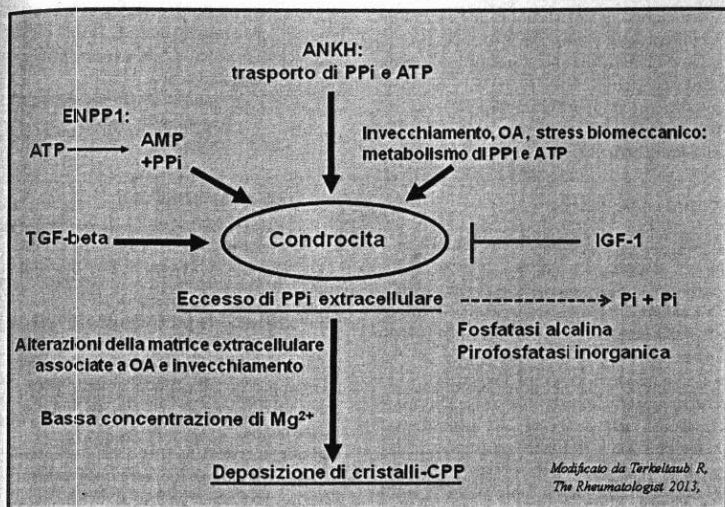 ANKH:
trasporto di PPi e ATP
ENPP1:
ATP
AMP
+PPi
Invecchiamento, OA, stress biomeccanico:
metabolismo di PPi e ATP
TGF-beta
Condrocita
IGF-1
Eccesso di PPi extracellulare
Pi + Pi
Fosfatasi alcalina
Pirofosfatasi inorganica
Alterazioni della matrice extracellulare
associate a OA e invecchiamento
Bassa concentrazione di Mg²⁺
Deposizione di cristalli-CPP
Modificato da Terkeltaub R,
The Rheumatologist 2013,